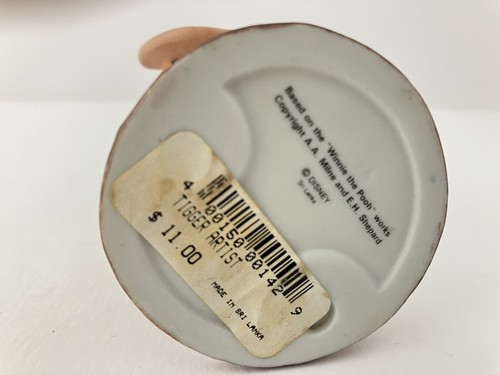 Based on the "Winnie the Pooh" works
Copyright A.A. Milne and E.H. Shepard
© DISNEY
Sri Lanka
4 00150 00142 9
TIGGER ARTIST
$ 11.00
MADE IN SRI LANKA